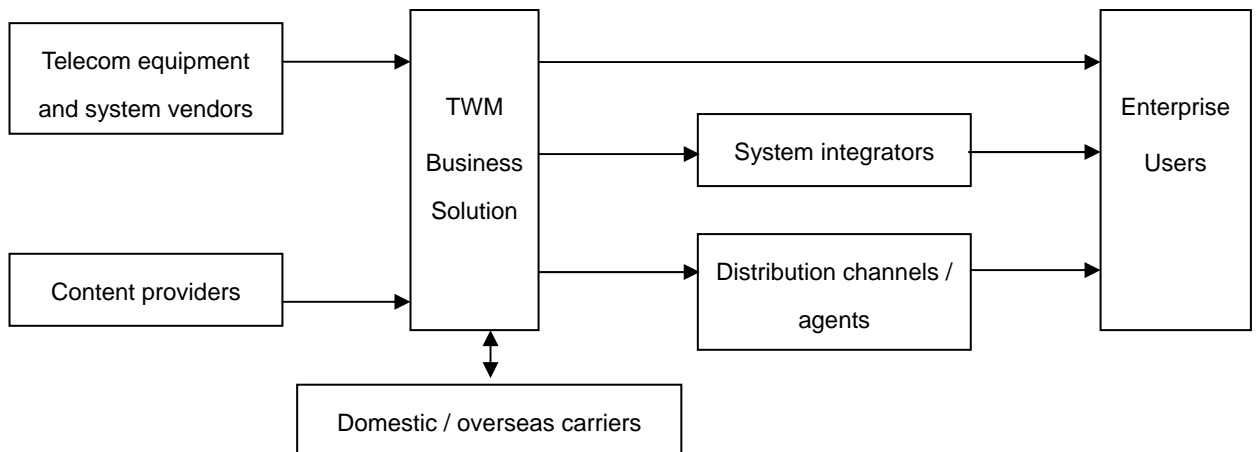 Telecom equipment
and system vendors
Content providers
TWM
Business
Solution
System integrators
Distribution channels /
agents
Enterprise
Users
Domestic / overseas carriers